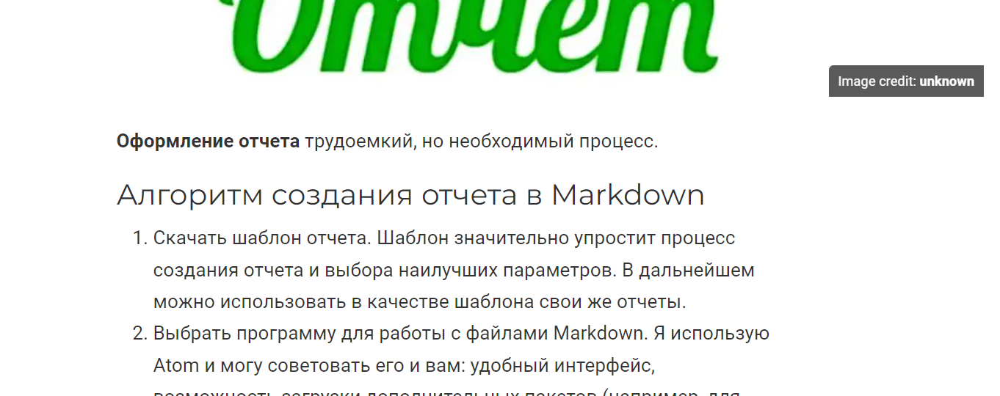 Отчет
Image credit: unknown
Оформление отчета трудоемкий, но необходимый процесс.
Алгоритм создания отчета в Markdown
1. Скачать шаблон отчета. Шаблон значительно упростит процесс
создания отчета и выбора наилучших параметров. В дальнейшем
можно использовать в качестве шаблона свои же отчеты.
2. Выбрать программу для работы с файлами Markdown. Я использую
Atom и могу советовать его и вам: удобный интерфейс,
возможность загрузки дополнительных пакетов (например, для